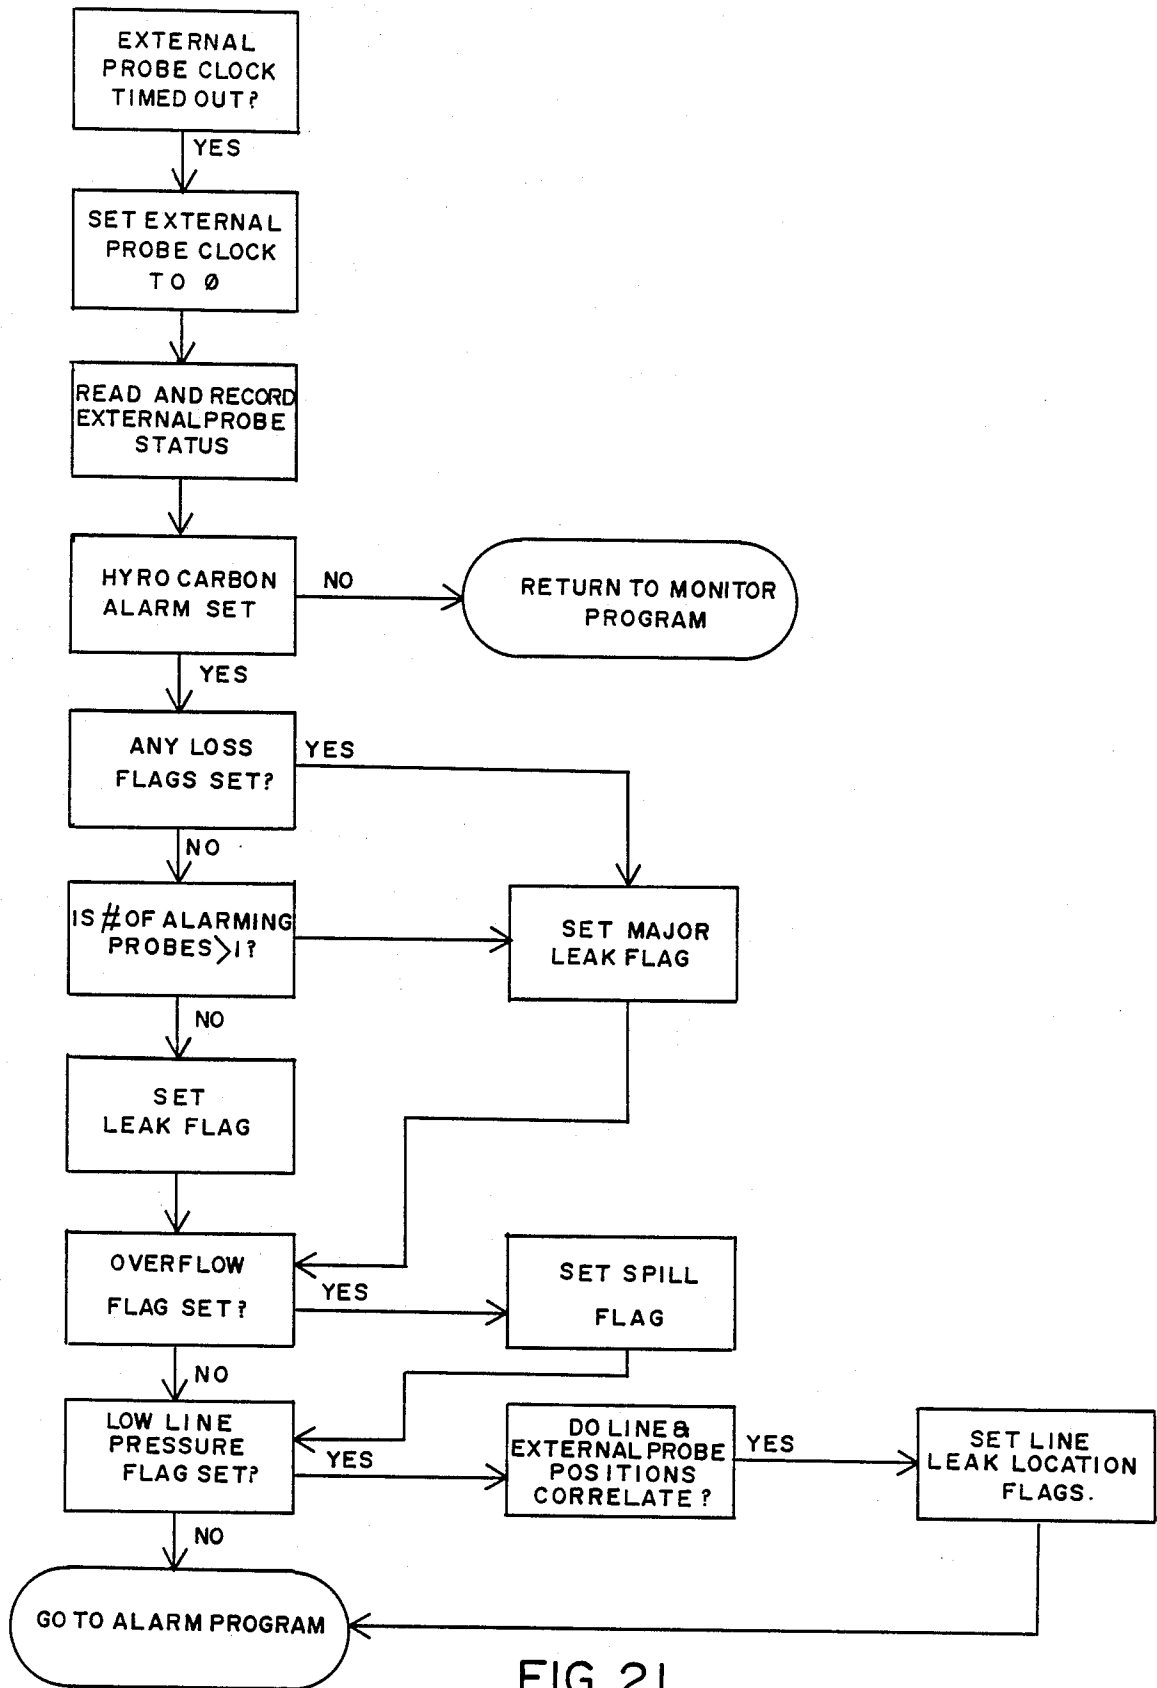 EXTERNAL
PROBE CLOCK
TIMED OUT?
YES
SET EXTERNAL
PROBE CLOCK
TO Ø
READ AND RECORD
EXTERNAL PROBE
STATUS
HYRO CARBON
ALARM SET
NO
RETURN TO MONITOR
PROGRAM
YES
ANY LOSS
FLAGS SET?
YES
NO
IS # OF ALARMING
PROBES >1?
SET MAJOR
LEAK FLAG
NO
SET
LEAK FLAG
OVERFLOW
FLAG SET?
YES
SET SPILL
FLAG
NO
LOW LINE
PRESSURE
FLAG SET?
YES
DO LINE &
EXTERNAL PROBE
POSITIONS
CORRELATE?
YES
SET LINE
LEAK LOCATION
FLAGS.
NO
GO TO ALARM PROGRAM
FIG. 21